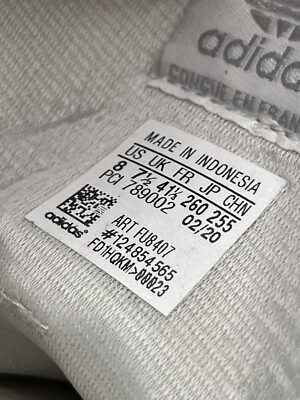 adidas
CONÇUE EN FRAN
MADE IN INDONESIA
US UK FR JP CHN
8 7½ 41⅓ 260 255
PCI 789002 02/20
ART FU8407
#124854565
FD1HQKM>00023
adidas